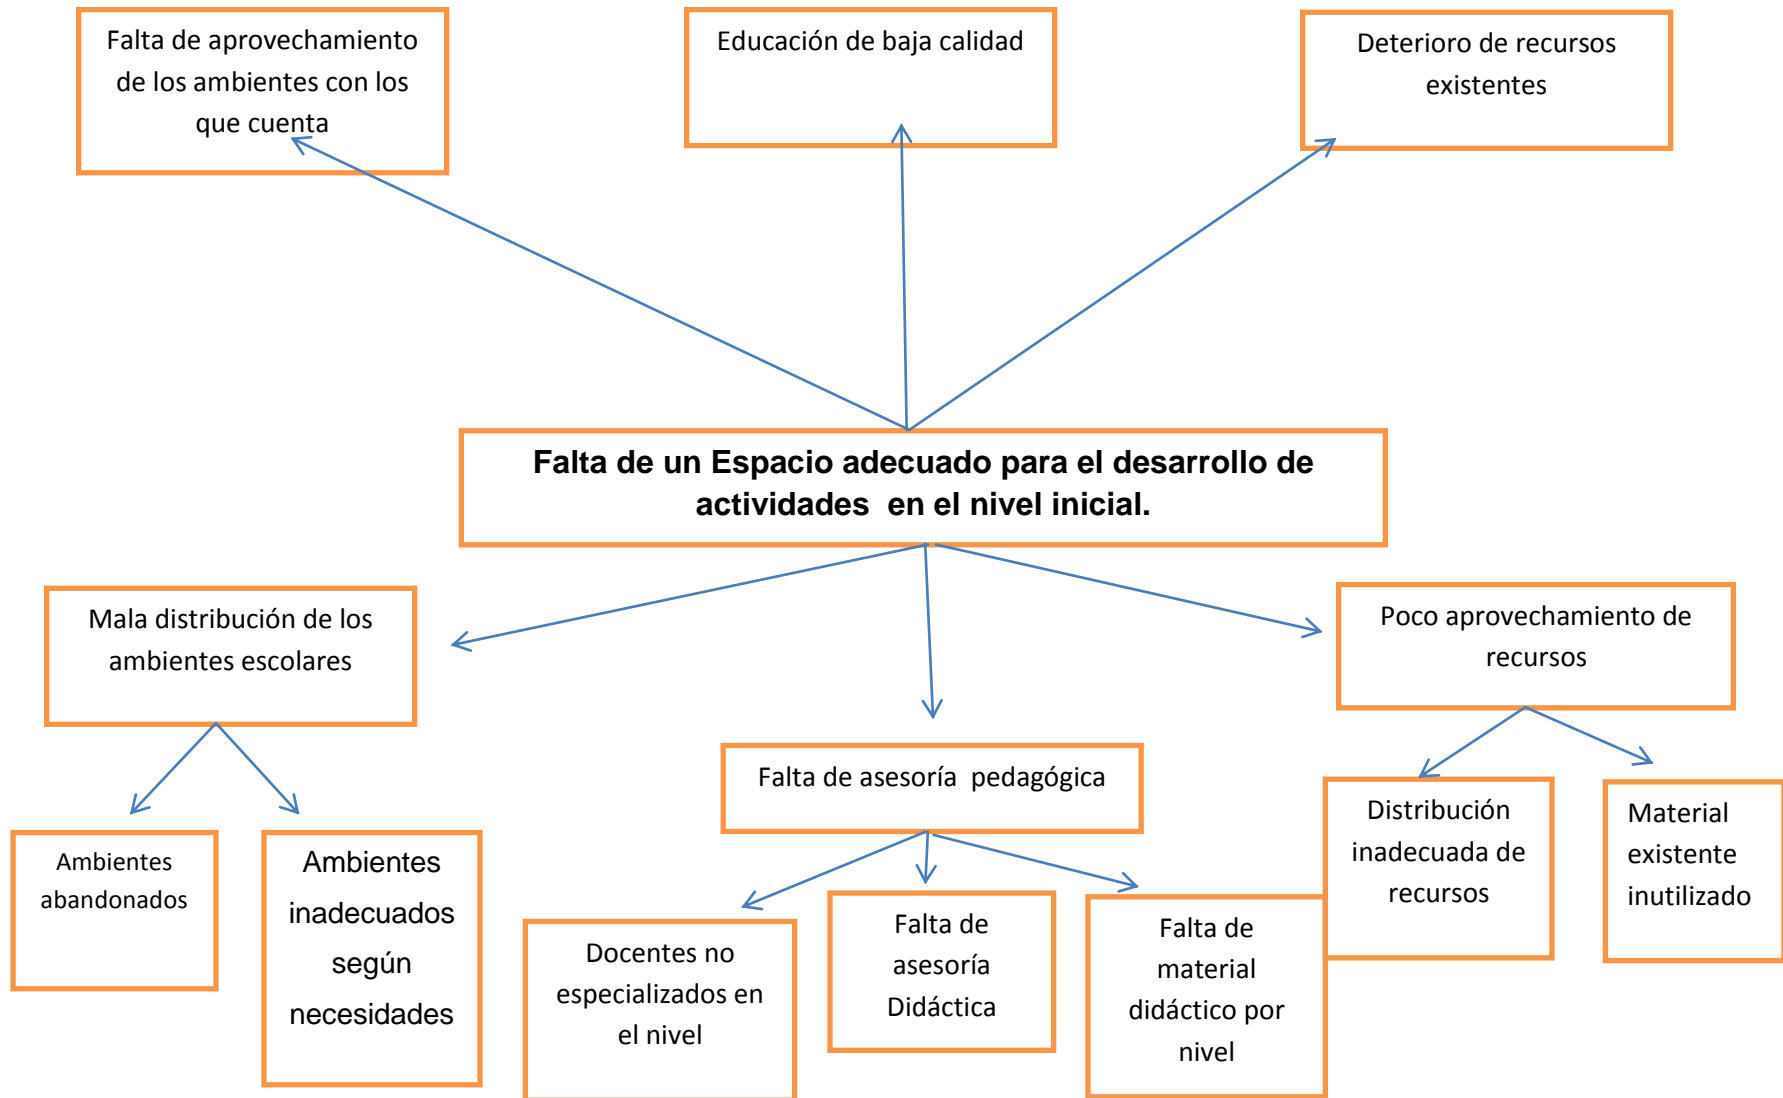 Falta de aprovechamiento
de los ambientes con los
que cuenta
Educación de baja calidad
Deterioro de recursos
existentes
Falta de un Espacio adecuado para el desarrollo de
actividades  en el nivel inicial.
Mala distribución de los
ambientes escolares
Poco aprovechamiento de
recursos
Falta de asesoría  pedagógica
Ambientes
abandonados
Ambientes
inadecuados
según
necesidades
Docentes no
especializados en
el nivel
Falta de
asesoría
Didáctica
Falta de
material
didáctico por
nivel
Distribución
inadecuada de
recursos
Material
existente
inutilizado